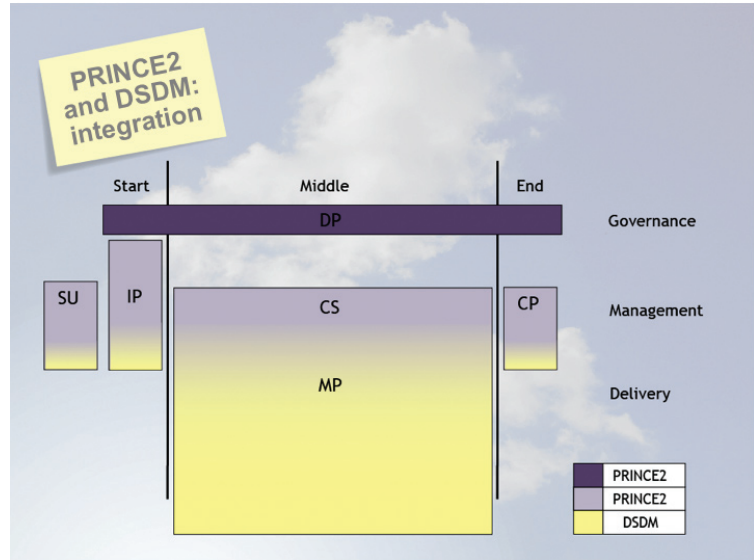 PRINCE2
and DSDM:
integration
Start
Middle
End
DP
Governance
SU
IP
CS
CP
Management
MP
Delivery
PRINCE2
PRINCE2
DSDM